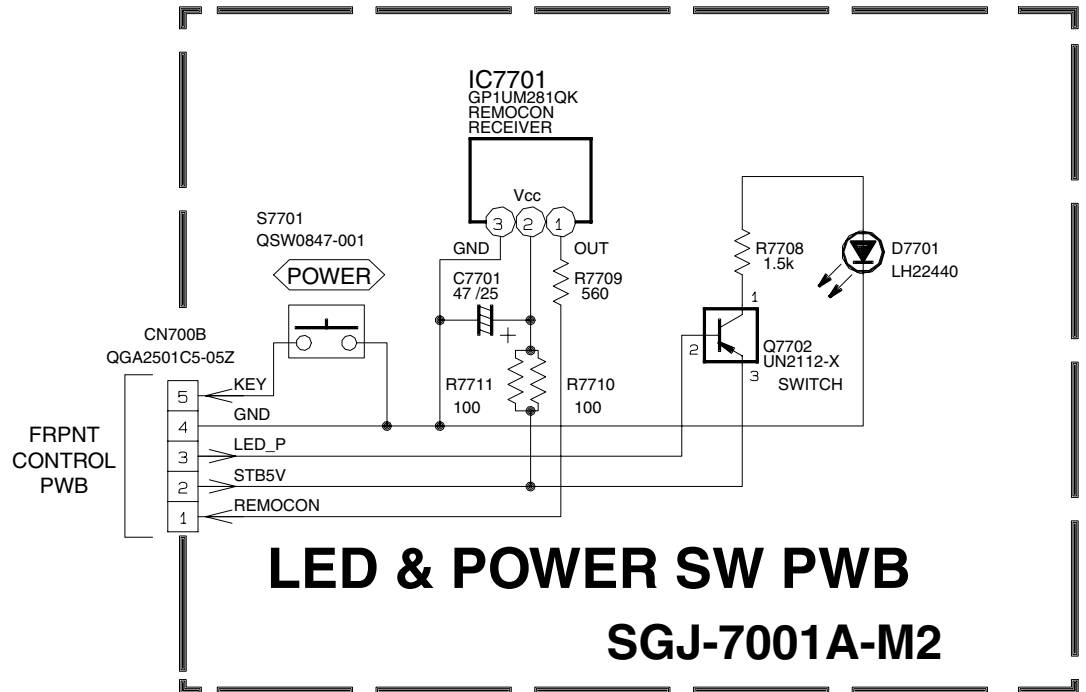 IC7701
GP1UM281QK
REMOCON
RECEIVER
Vcc
3 2 1
GND
OUT
S7701
QSW0847-001
POWER
C7701
47 /25
+
R7709
560
R7708
1.5k
D7701
LH22440
1
2
3
Q7702
UN2112-X
SWITCH
R7711
100
R7710
100
CN700B
QGA2501C5-05Z
FRPNT
CONTROL
PWB
5 KEY
4 GND
3 LED_P
2 STB5V
1 REMOCON
LED & POWER SW PWB
SGJ-7001A-M2